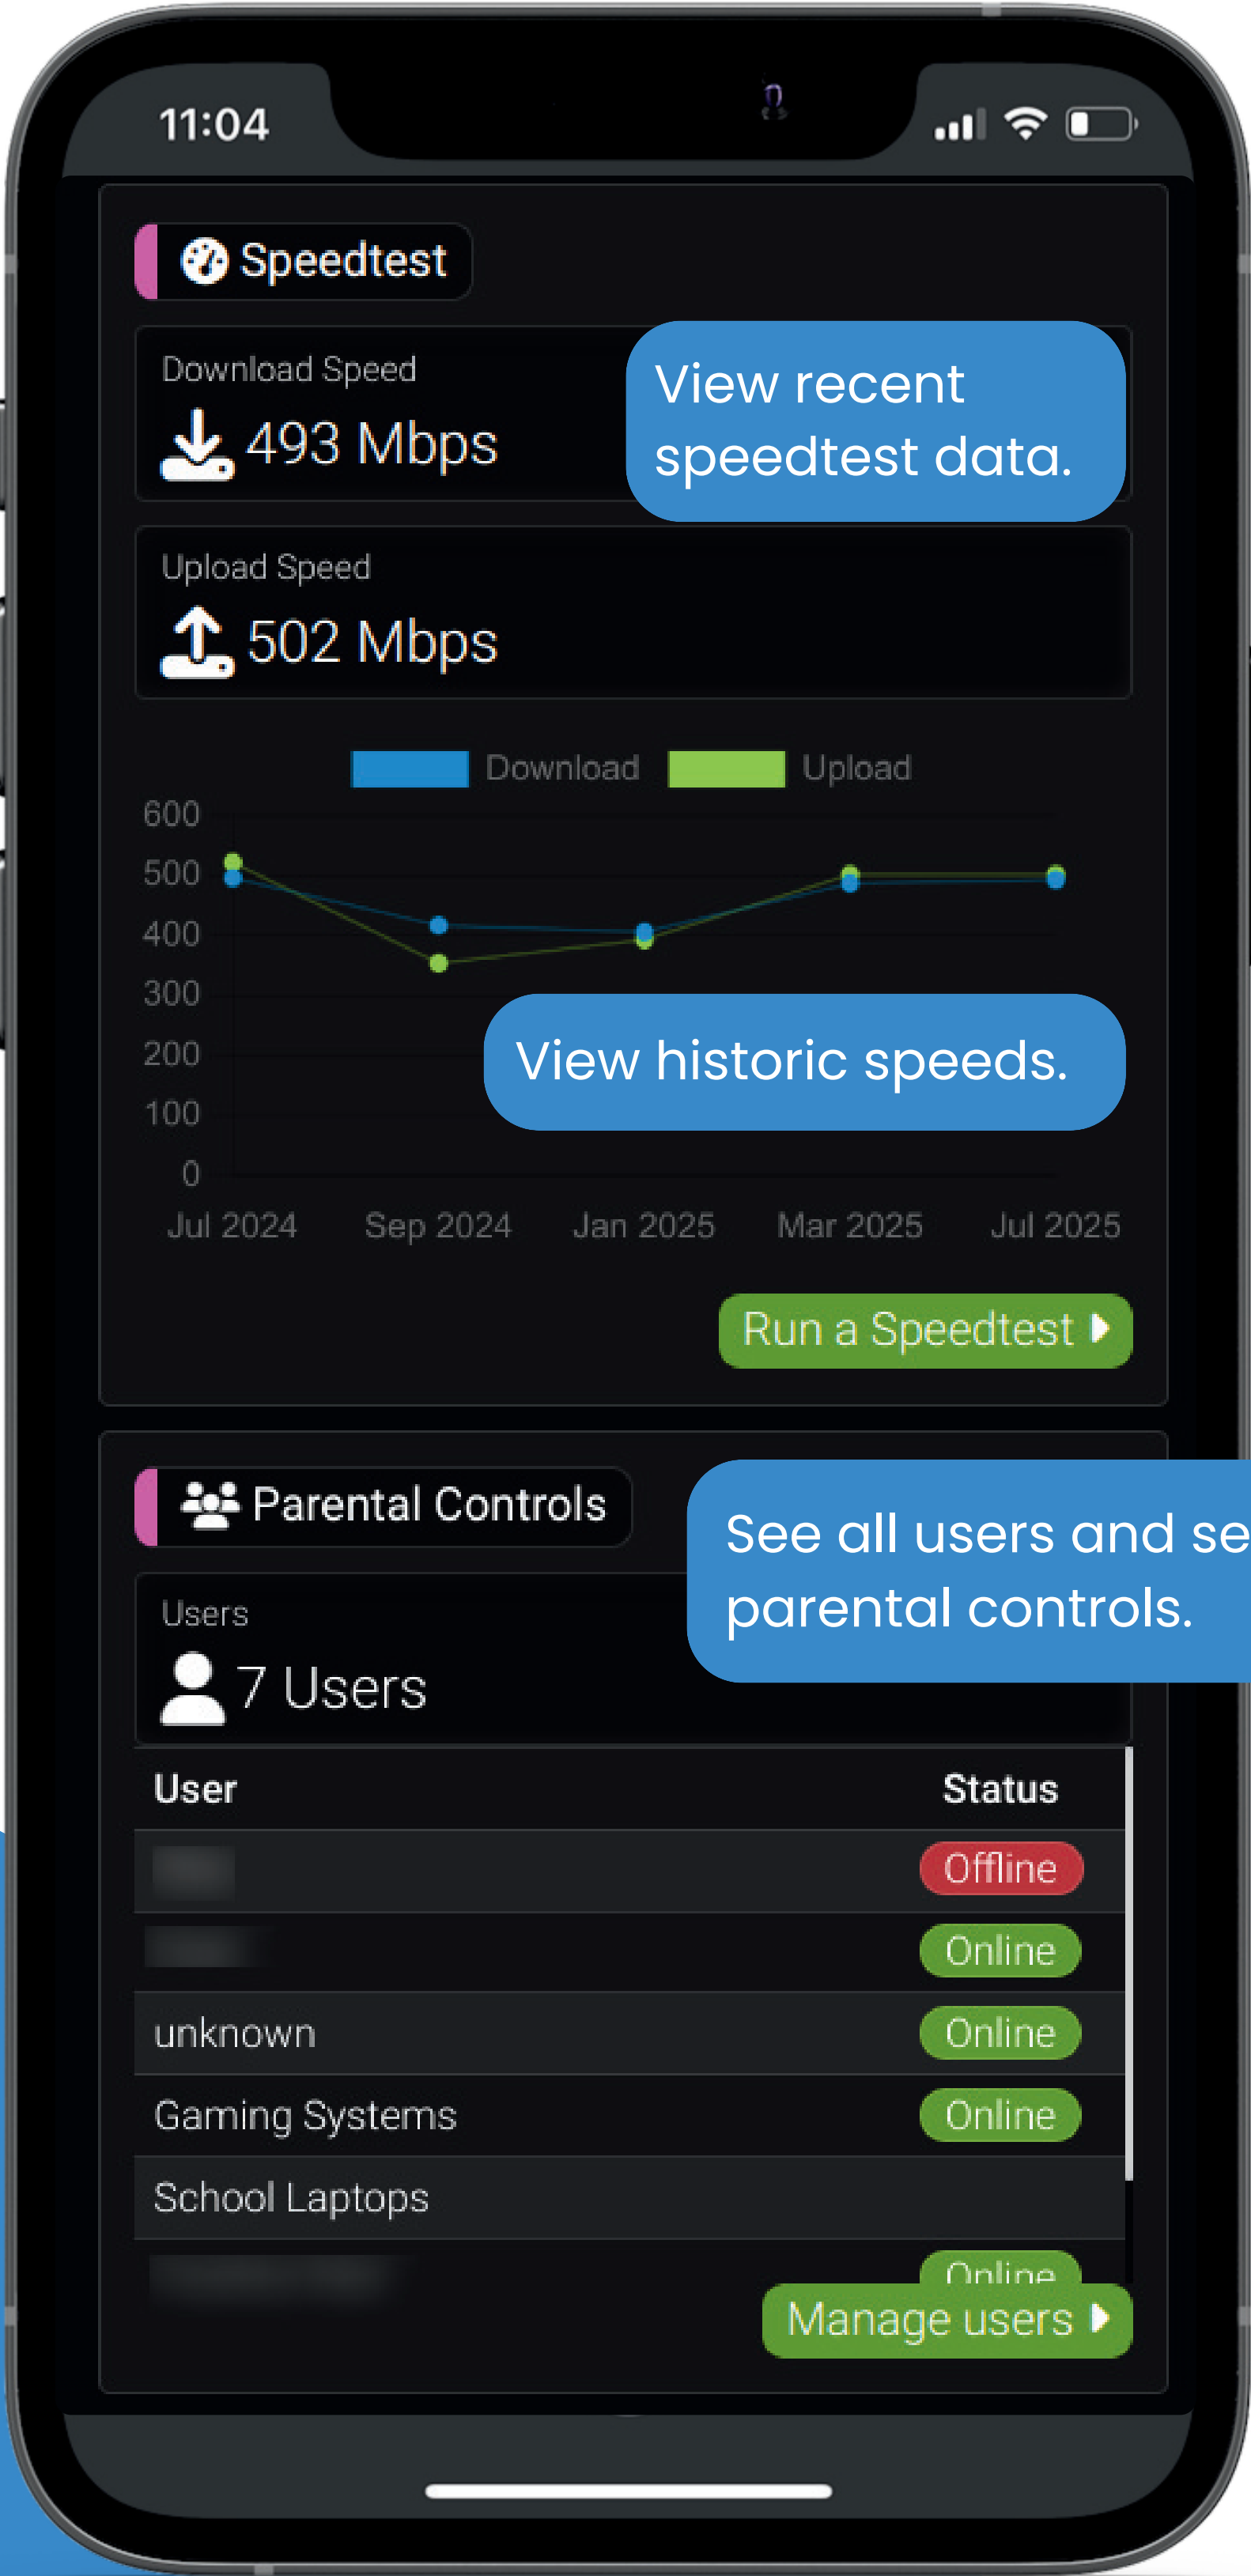 11:04
Speedtest
Download Speed
493 Mbps
View recent
speedtest data.
Upload Speed
502 Mbps
Download Upload
600
500
400
300
200
100
0
View historic speeds.
Jul 2024 Sep 2024 Jan 2025 Mar 2025 Jul 2025
Run a Speedtest
Parental Controls
See all users and se
parental controls.
Users
7 Users
User Status
Offline
Online
unknown Online
Gaming Systems Online
School Laptops
Online
Manage users